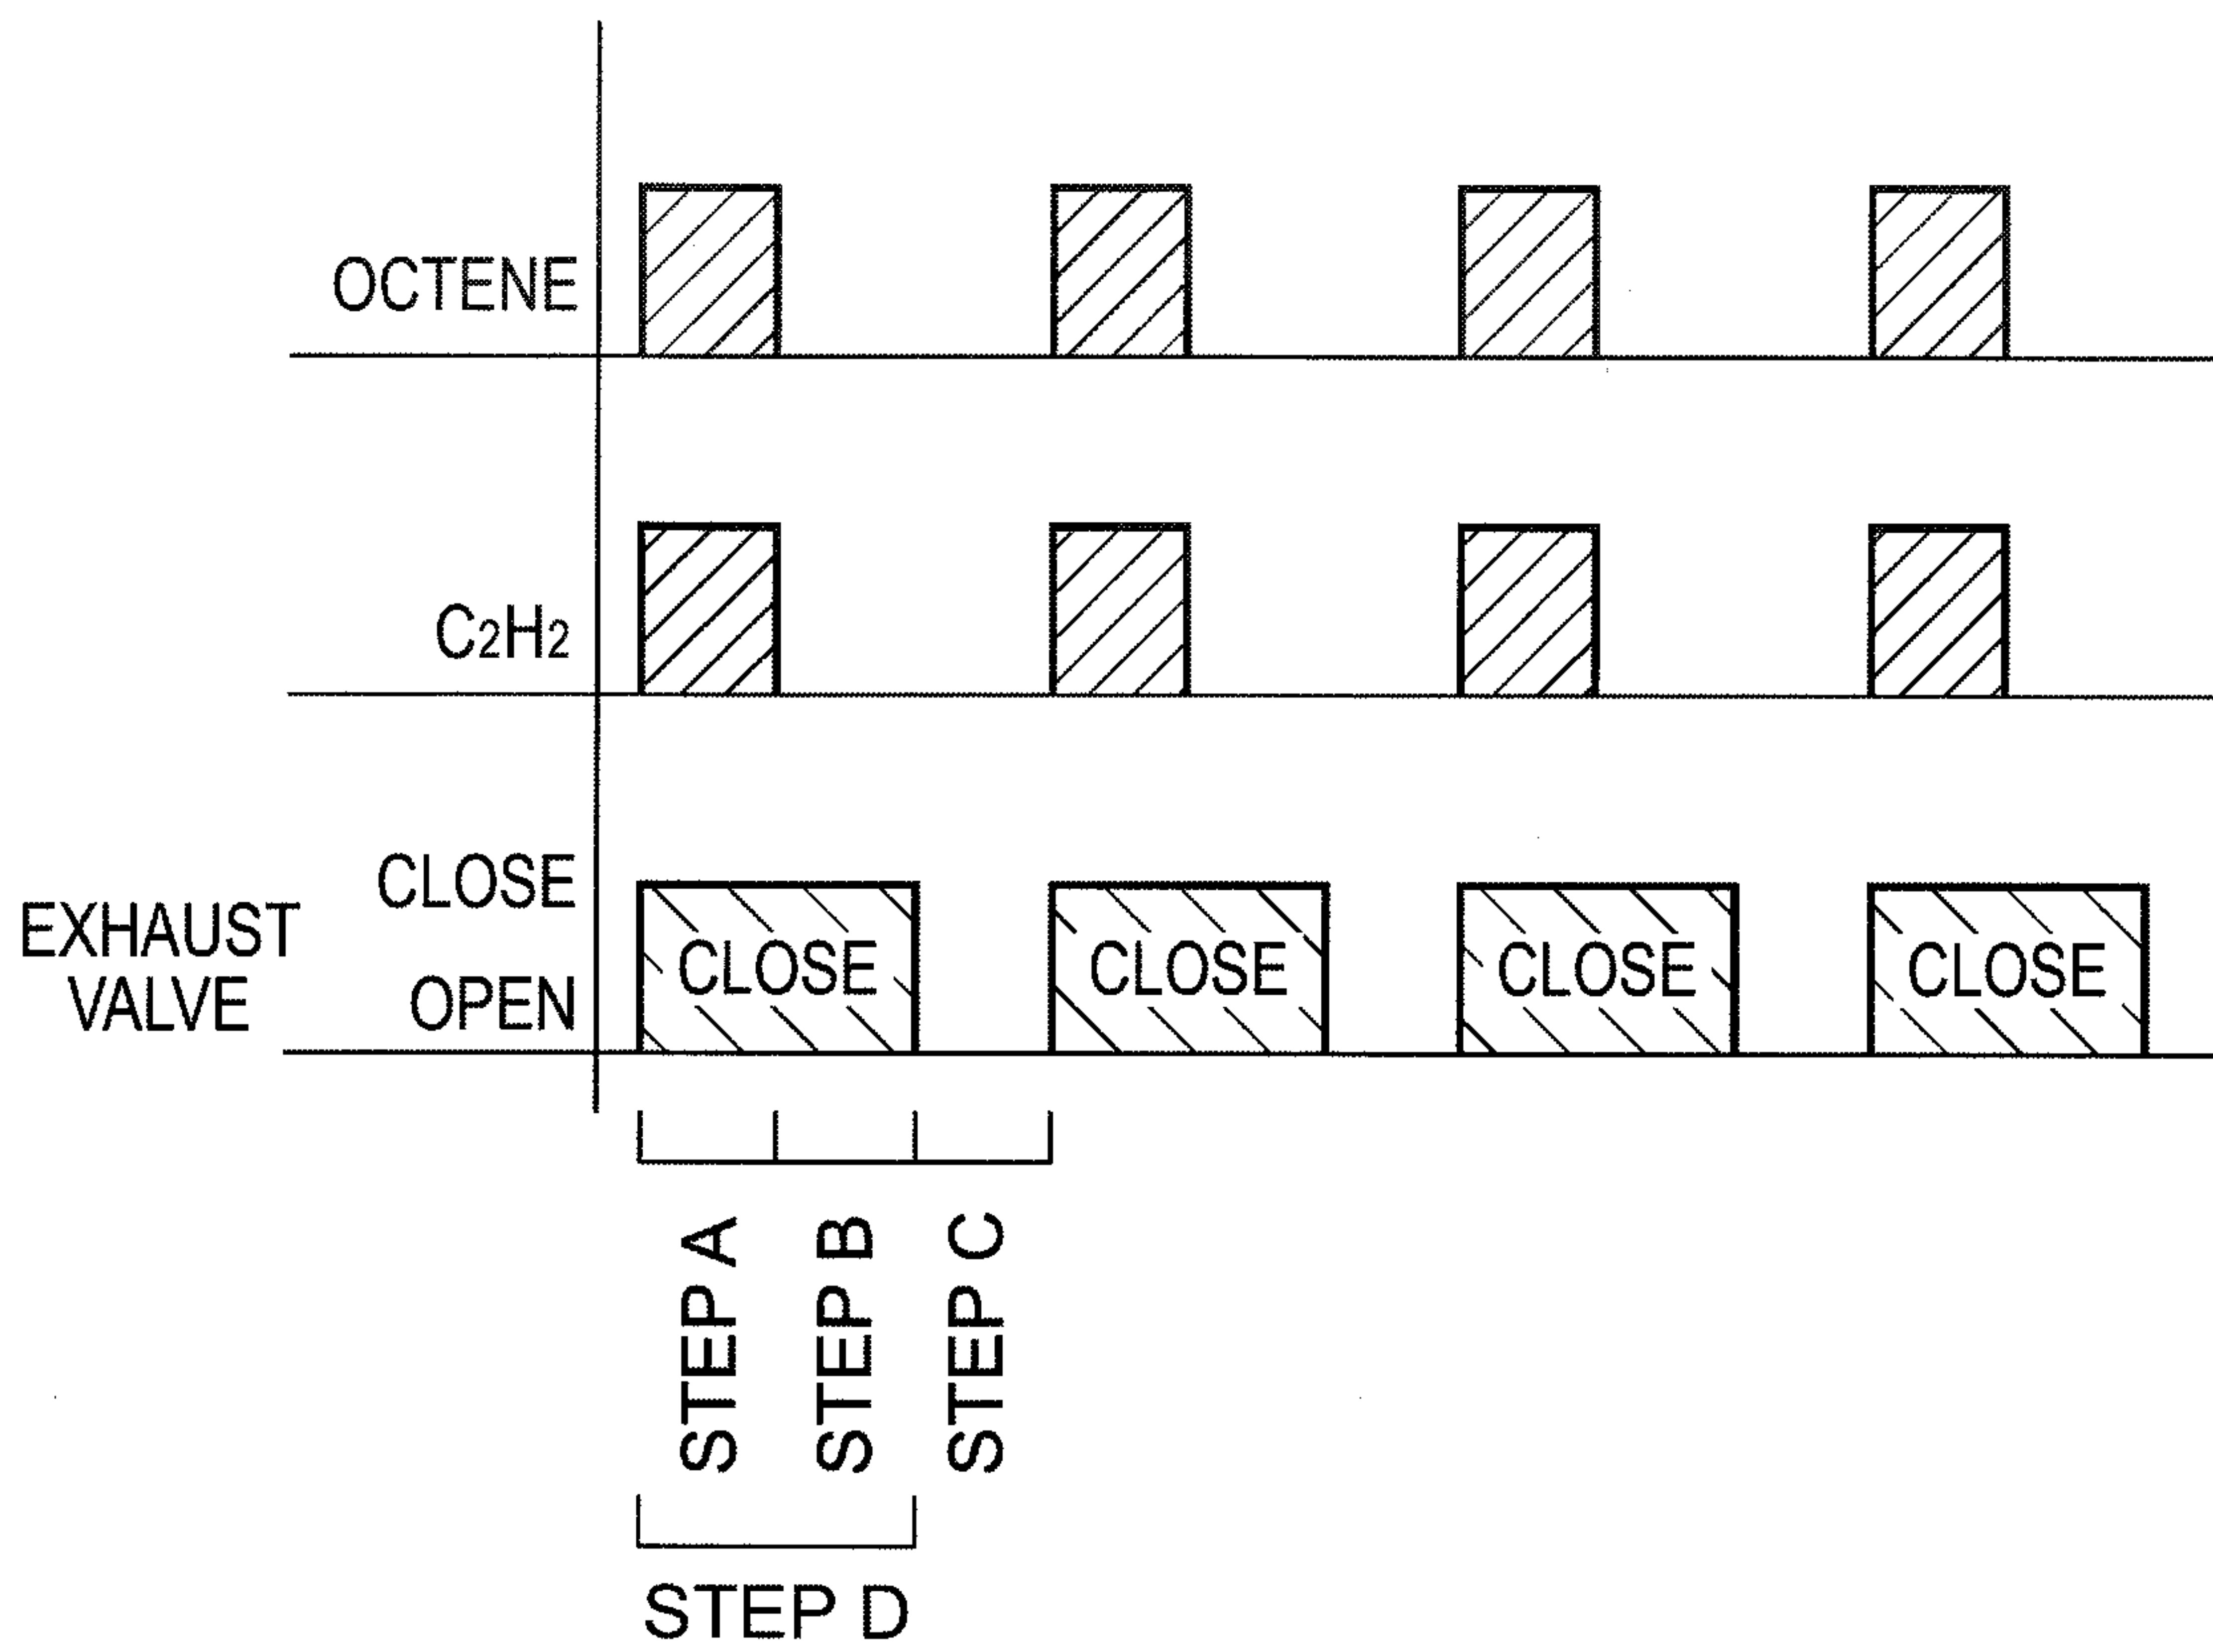 OCTENE
C2H2
EXHAUST
VALVE
CLOSE
OPEN
CLOSE
CLOSE
CLOSE
CLOSE
STEP A
STEP B
STEP C
STEP D